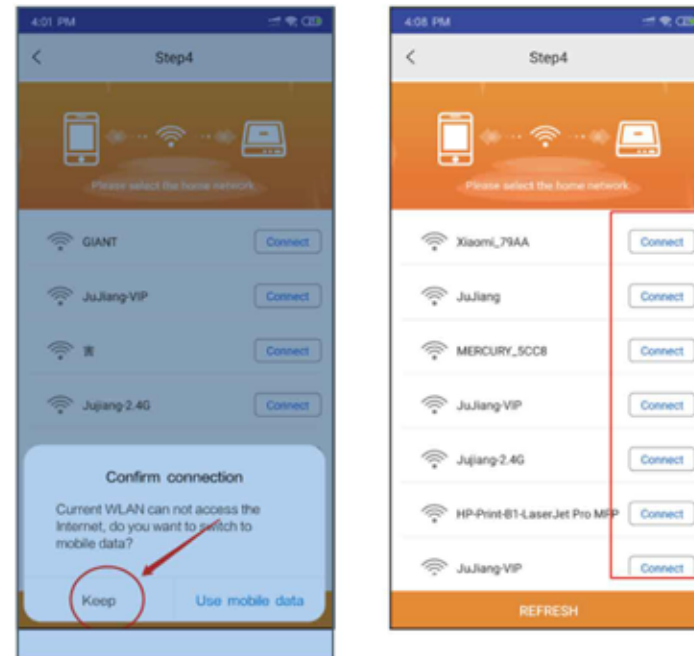 4:01 PM
Step4
Please select the home network
GIANT
Connect
JuJiang-VIP
Connect
害
Connect
Jujiang-2.4G
Connect
Confirm connection
Current WLAN can not access the
Internet, do you want to switch to
mobile data?
Keep
Use mobile data
4:08 PM
Step4
Please select the home network
Xiaomi_79AA
Connect
JuJiang
Connect
MERCURY_5CC8
Connect
JuJiang-VIP
Connect
Jujiang-2.4G
Connect
HP-Print-B1-LaserJet Pro MFP
Connect
JuJiang-VIP
Connect
REFRESH